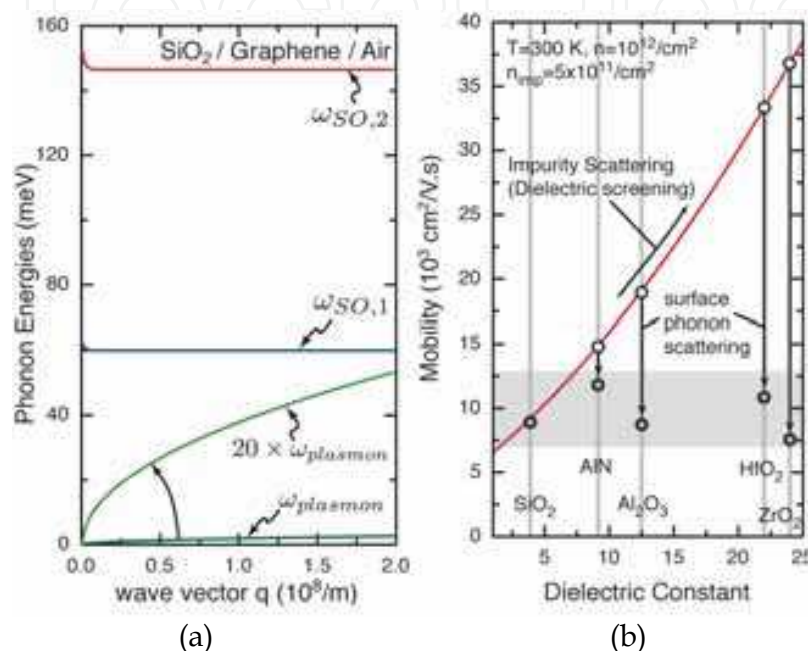 SiO₂ / Graphene / Air
ω_SO,2
ω_SO,1
20 × ω_plasmon
ω_plasmon
160
120
80
40
0
0.0 0.5 1.0 1.5 2.0
Phonon Energies (meV)
wave vector q (10⁸/m)
(a)
T=300 K, n=10¹²/cm²
n_imp=5x10¹¹/cm²
Impurity Scattering
(Dielectric screening)
surface
phonon
scattering
AlN
HfO₂
SiO₂
Al₂O₃
ZrO₂
40
35
30
25
20
15
10
5
0
5 10 15 20 25
Mobility (10³ cm²/V.s)
Dielectric Constant
(b)